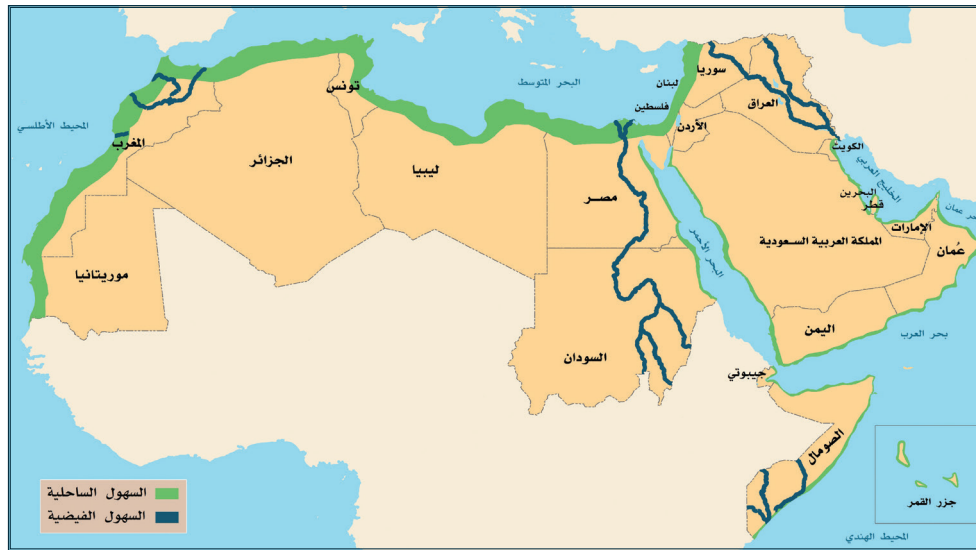 تونس
لبنان
سوريا
البحر المتوسط
فلسطين
العراق
المحيط الأطلسي
الأردن
المغرب
الكويت
الجزائر
ليبيا
الخليج العربي
مصر
البحرين
قطر
بحر عمان
الإمارات
البحر الأحمر
المملكة العربية السعودية
عُمان
موريتانيا
اليمن
بحر العرب
السودان
جيبوتي
الصومال
جزر القمر
السهول الساحلية
السهول الفيضية
المحيط الهندي